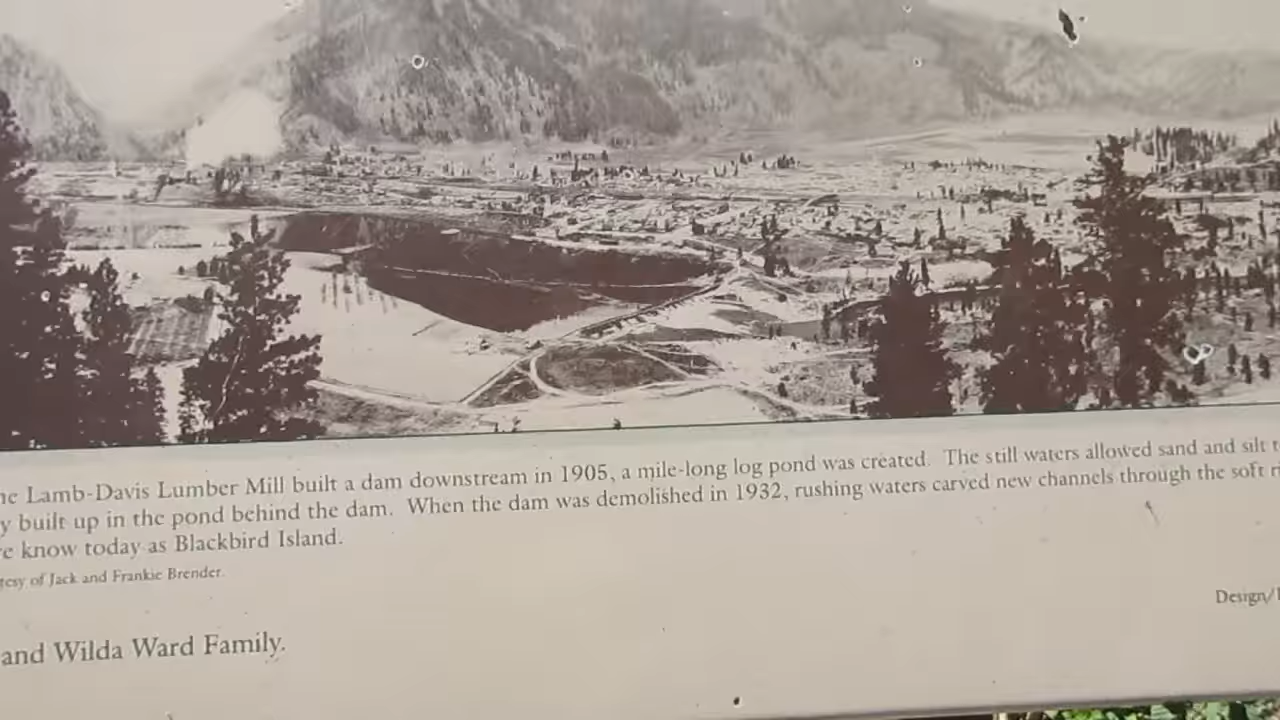 Lamb-Davis Lumber Mill built a dam downstream in 1905, a mile-long log pond was created. The still waters allowed sand and silt
built up in the pond behind the dam. When the dam was demolished in 1932, rushing waters carved new channels through the soft
know today as Blackbird Island.
of Jack and Frankie Brender.
Design/
and Wilda Ward Family.